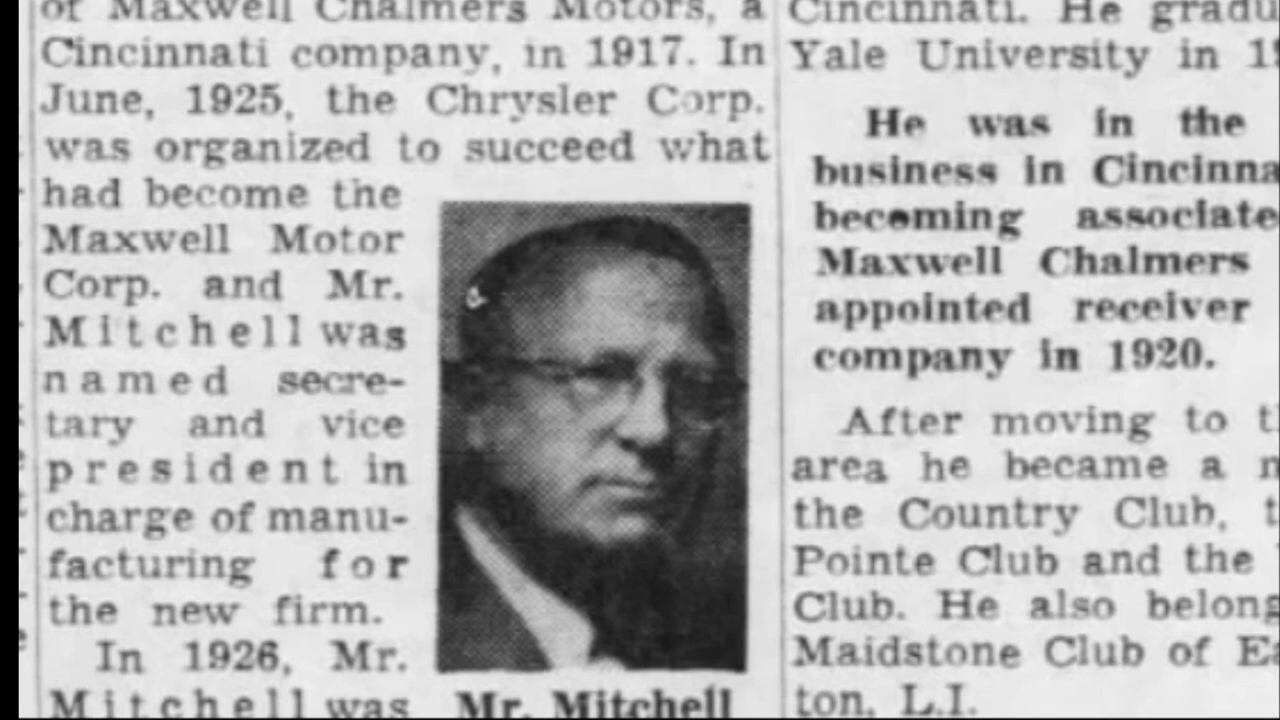 of Maxwell Chalmers Motors, a
Cincinnati company, in 1917. In
June, 1925, the Chrysler Corp.
was organized to succeed what
had become the
Maxwell Motor
Corp. and Mr.
Mitchell was
named secre-
tary and vice
president in
charge of manu-
facturing for
the new firm.
In 1926, Mr.
Mitchell was
Mr. Mitchell
Cincinnati. He gradu
Yale University in 19
He was in the
business in Cincinna
becoming associate
Maxwell Chalmers
appointed receiver
company in 1920.
After moving to t
area he became a
the Country Club, t
Pointe Club and the
Club. He also belong
Maidstone Club of Ea
ton, L.I.